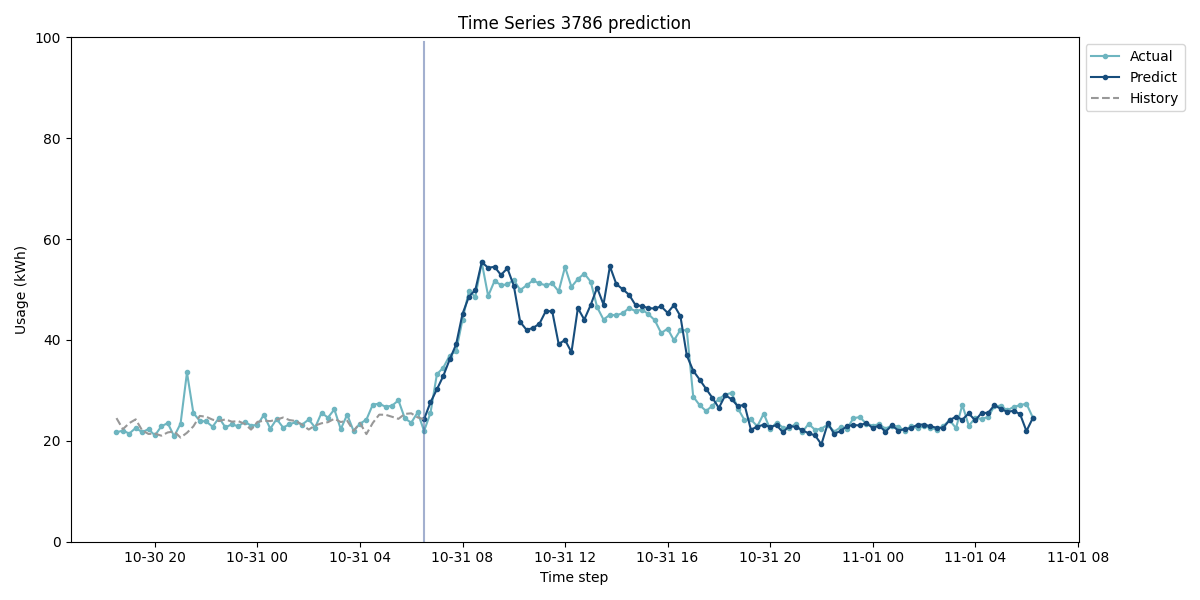 Time Series 3786 prediction
100
80
60
40
20
0
Usage (kWh)
10-30 20
10-31 00
10-31 04
10-31 08
10-31 12
10-31 16
10-31 20
11-01 00
11-01 04
11-01 08
Time step
Actual
Predict
History